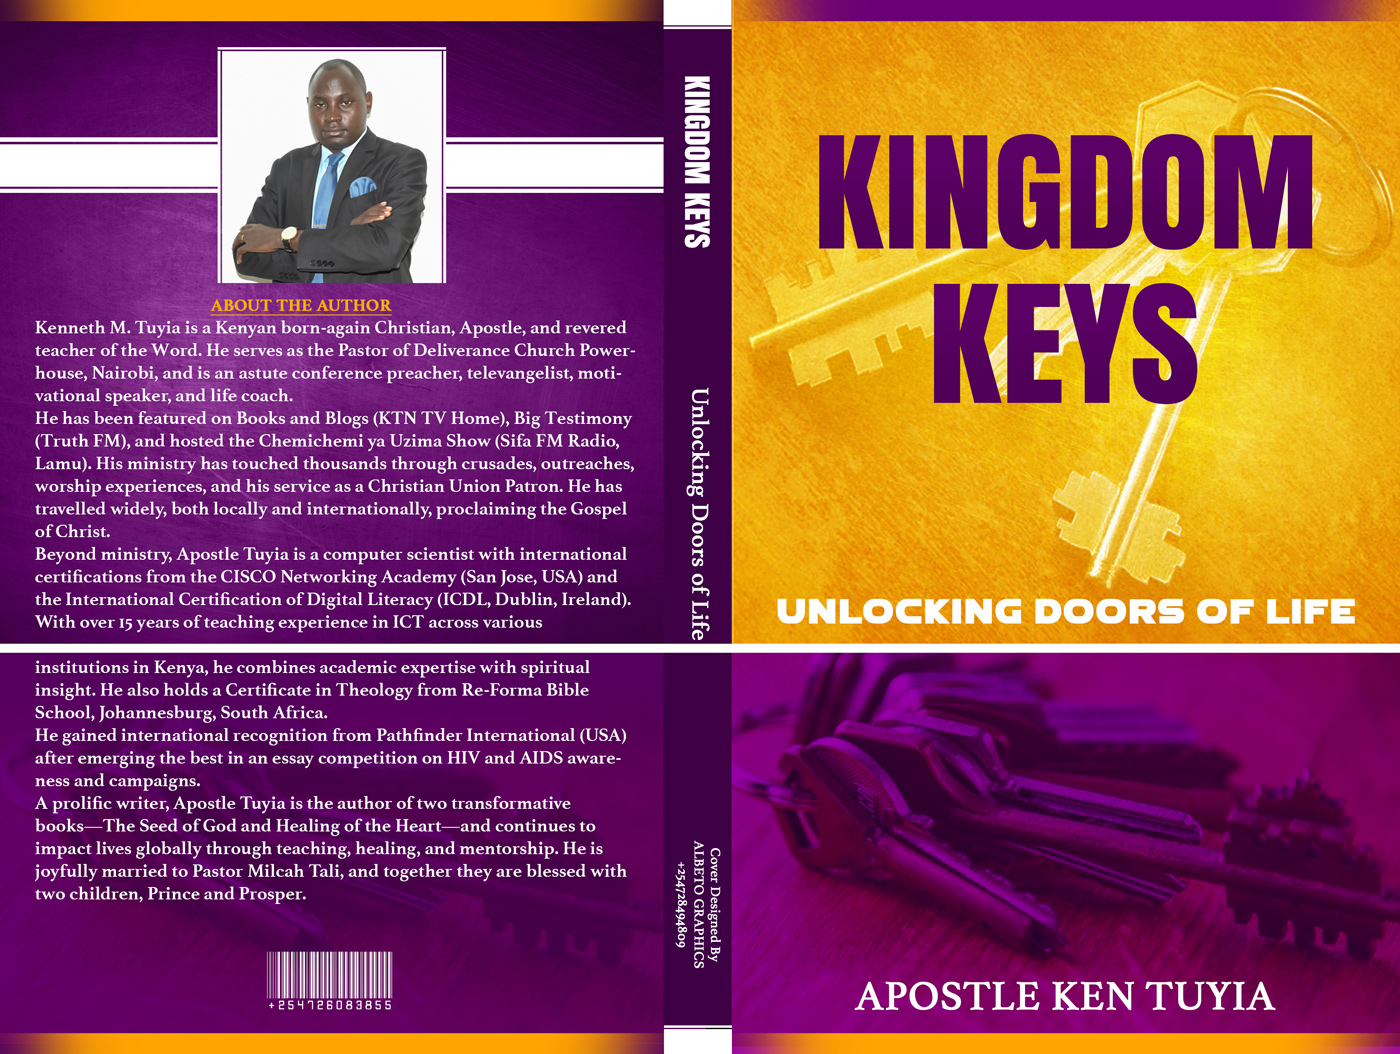 ABOUT THE AUTHOR
Kenneth M. Tuyia is a Kenyan born-again Christian, Apostle, and revered
teacher of the Word. He serves as the Pastor of Deliverance Church Power-
house, Nairobi, and is an astute conference preacher, televangelist, moti-
vational speaker, and life coach.
He has been featured on Books and Blogs (KTN TV Home), Big Testimony
(Truth FM), and hosted the Chemichemi ya Uzima Show (Sifa FM Radio,
Lamu). His ministry has touched thousands through crusades, outreaches,
worship experiences, and his service as a Christian Union Patron. He has
travelled widely, both locally and internationally, proclaiming the Gospel
of Christ.
Beyond ministry, Apostle Tuyia is a computer scientist with international
certifications from the CISCO Networking Academy (San Jose, USA) and
the International Certification of Digital Literacy (ICDL, Dublin, Ireland).
With over 15 years of teaching experience in ICT across various
institutions in Kenya, he combines academic expertise with spiritual
insight. He also holds a Certificate in Theology from Re-Forma Bible
School, Johannesburg, South Africa.
He gained international recognition from Pathfinder International (USA)
after emerging the best in an essay competition on HIV and AIDS aware-
ness and campaigns.
A prolific writer, Apostle Tuyia is the author of two transformative
books—The Seed of God and Healing of the Heart—and continues to
impact lives globally through teaching, healing, and mentorship. He is
joyfully married to Pastor Milcah Tali, and together they are blessed with
two children, Prince and Prosper.
+254726083855
KINGDOM KEYS
Unlocking Doors of Life
Cover Designed By
ALBETO GRAPHICS
+254728494809
KINGDOM
KEYS
UNLOCKING DOORS OF LIFE
APOSTLE KEN TUYIA